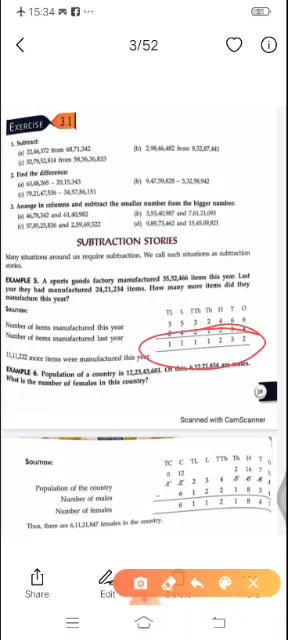 15:34
3/52
EXERCISE 3.1
1. Subtract:
(a) 22,46,372 from 68,71,342 (b) 2,98,46,482 from 8,52,87,441
(c) 32,79,52,814 from 58,56,36,823
2. Find the difference:
(a) 63,48,265 – 20,15,343 (b) 9,47,59,828 – 5,32,58,942
(c) 79,21,47,536 – 34,57,86,151
3. Arrange in columns and subtract the smaller number from the bigger number:
(a) 46,78,342 and 61,40,982 (b) 3,55,40,987 and 7,61,21,093
(c) 57,85,25,836 and 2,59,69,322 (d) 9,89,73,462 and 15,45,09,821
SUBTRACTION STORIES
Many situations around us require subtraction. We call such situations as subtraction
stories.
EXAMPLE 5. A sports goods factory manufactured 35,32,466 items this year. Last
year they had manufactured 24,21,234 items. How many more items did they
manufacture this year?
SOLUTION: TL L TTh Th H T O
Number of items manufactured this year 3 5 3 2 4 6 6
Number of items manufactured last year
1 1 1 1 2 3 2
11,11,232 more items were manufactured this year.
EXAMPLE 6. Population of a country is 12,23,43,681. Of this 6,12,21,834 are males.
What is the number of females in this country?
Scanned with CamScanner
SOLUTION: TC C TL L TTh Th H T
0 12 2 16 7
Population of the country 2 3 4
Number of males – 6 1 2 2 1 8 3
Number of females 6 1 1 2 1 8 4
Thus, there are 6,11,21,847 females in the country.
Share
Edit